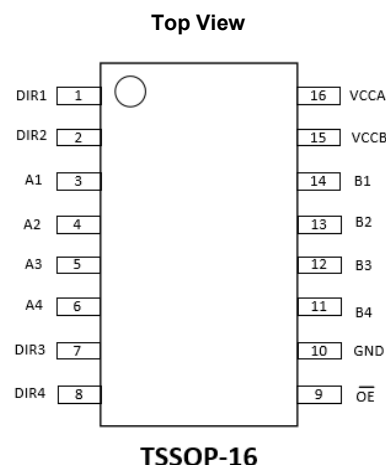 Top View
DIR1 1 16 VCCA
DIR2 2 15 VCCB
A1 3 14 B1
A2 4 13 B2
A3 5 12 B3
A4 6 11 B4
DIR3 7 10 GND
DIR4 8 9 O̅E̅
TSSOP-16